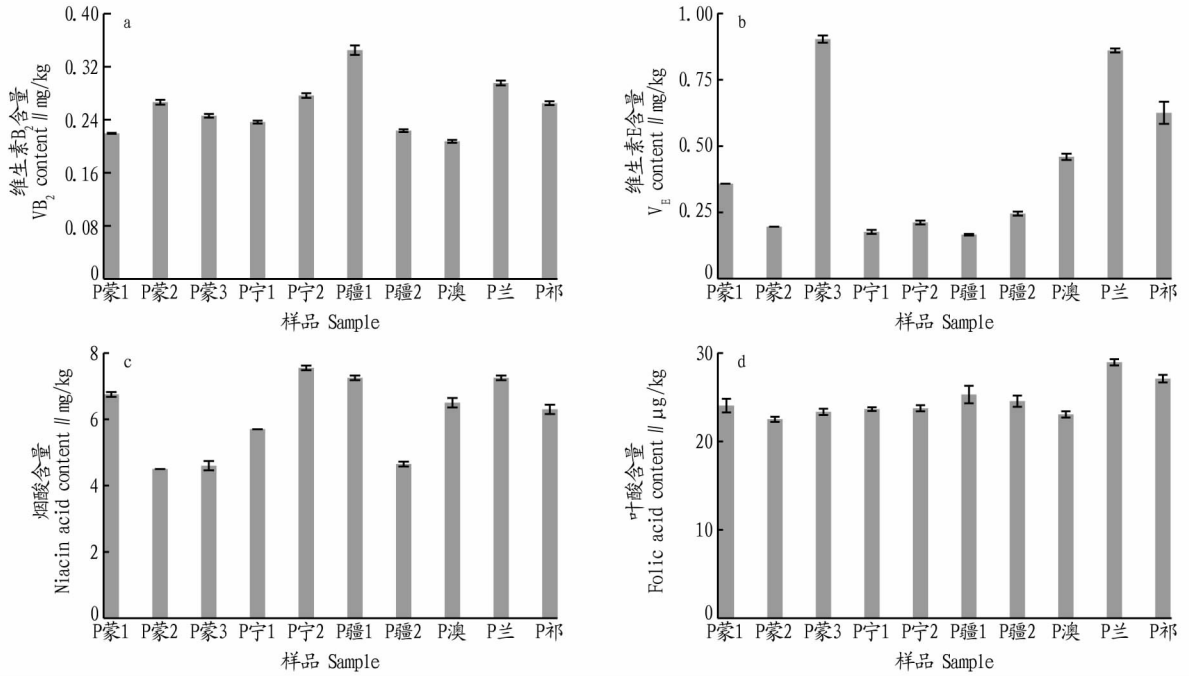 a
维生素B₂含量
VB₂ content∥mg/kg
0.40
0.32
0.24
0.16
0.08
0
P蒙1 P蒙2 P蒙3 P宁1 P宁2 P疆1 P疆2 P澳 P兰 P祁
样品 Sample
b
维生素E含量
V_E content∥mg/kg
1.00
0.75
0.50
0.25
0
P蒙1 P蒙2 P蒙3 P宁1 P宁2 P疆1 P疆2 P澳 P兰 P祁
样品 Sample
c
烟酸含量
Niacin acid content∥mg/kg
8
6
4
2
0
P蒙1 P蒙2 P蒙3 P宁1 P宁2 P疆1 P疆2 P澳 P兰 P祁
样品 Sample
d
叶酸含量
Folic acid content∥μg/kg
30
20
10
0
P蒙1 P蒙2 P蒙3 P宁1 P宁2 P疆1 P疆2 P澳 P兰 P祁
样品 Sample